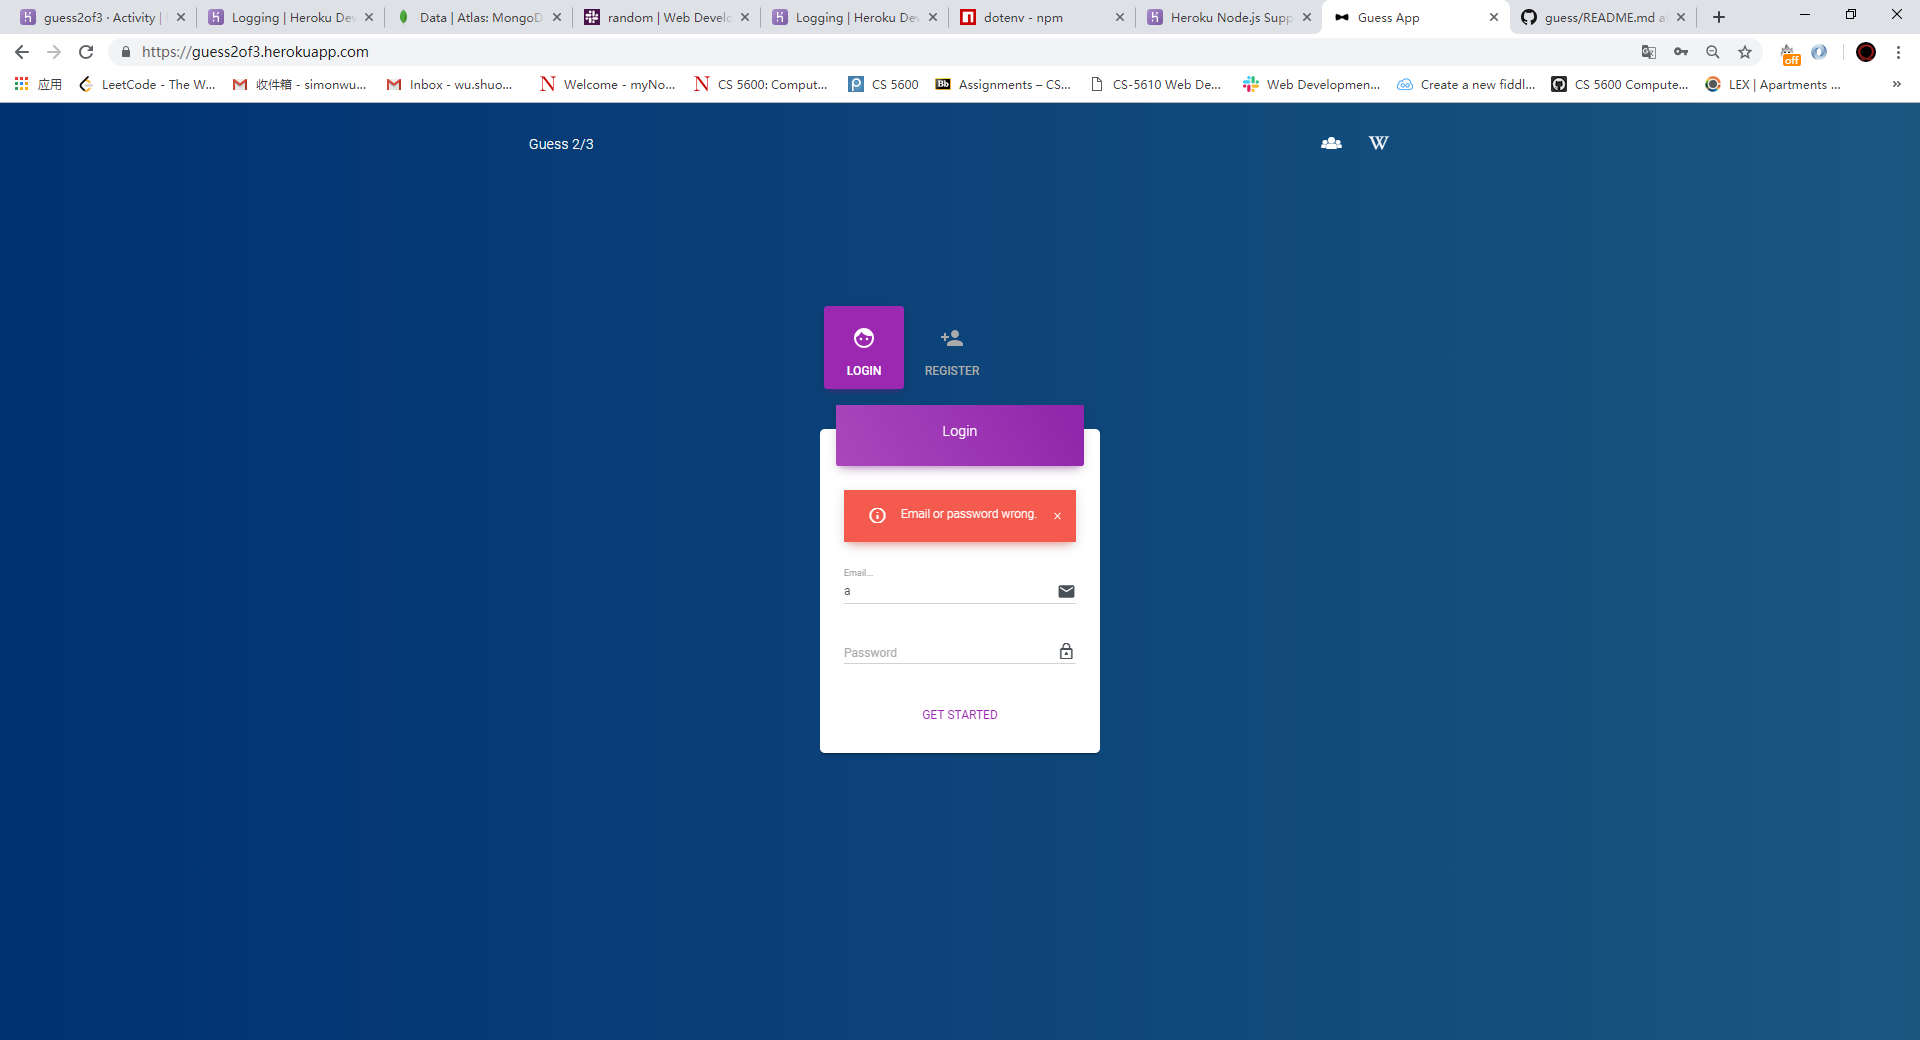 guess2of3 · Activity |
Logging | Heroku Dev
Data | Atlas: MongoD
random | Web Develo
Logging | Heroku Dev
dotenv - npm
Heroku Node.js Supp
Guess App
guess/README.md at
https://guess2of3.herokuapp.com
off
应用
LeetCode - The W...
收件箱 - simonwu...
Inbox - wu.shuo...
Welcome - myNo...
CS 5600: Comput...
CS 5600
Bb
Assignments – CS...
CS-5610 Web De...
Web Developmen...
Create a new fiddl...
CS 5600 Compute...
LEX | Apartments ...
Guess 2/3
W
LOGIN
REGISTER
Login
Email or password wrong.
Email...
a
Password
GET STARTED